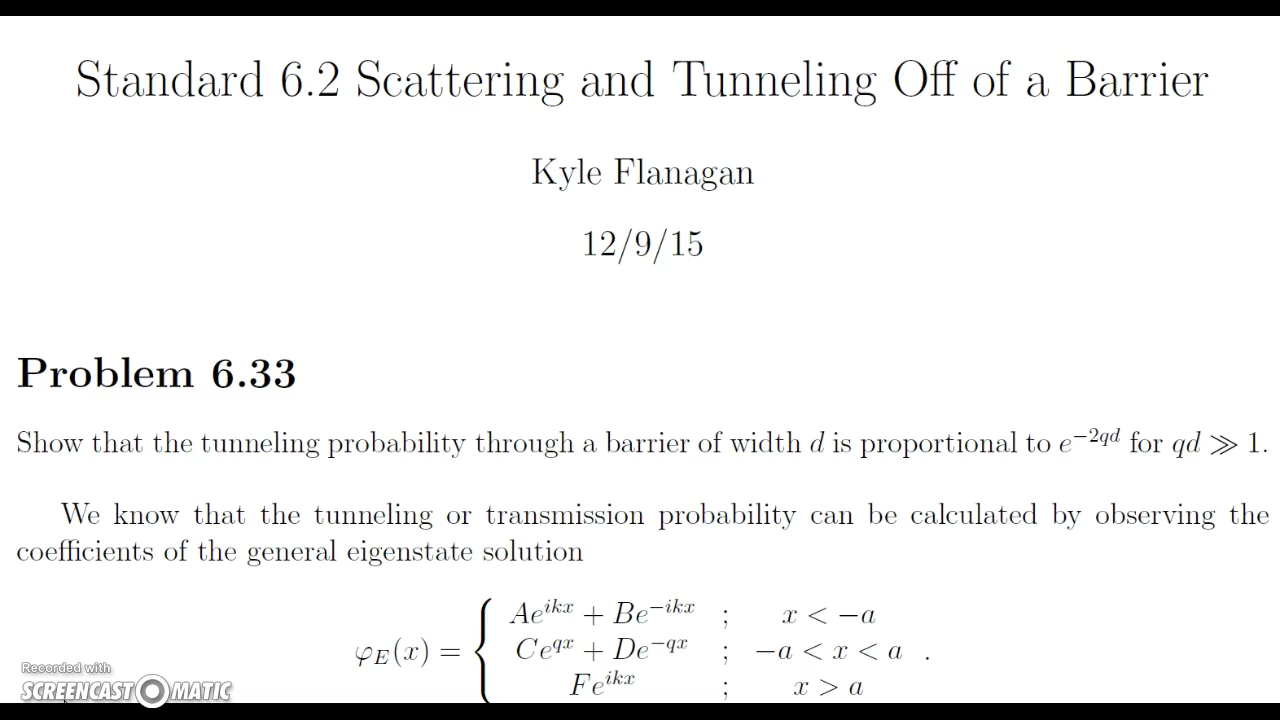 Standard 6.2 Scattering and Tunneling Off of a Barrier
Kyle Flanagan
12/9/15
Problem 6.33
Show that the tunneling probability through a barrier of width d is proportional to e^{-2qd} for qd ≫ 1.
We know that the tunneling or transmission probability can be calculated by observing the
coefficients of the general eigenstate solution
Ae^{ikx} + Be^{-ikx} ; x < -a
φ_E(x) = { Ce^{qx} + De^{-qx} ; -a < x < a .
Fe^{ikx} ; x > a
Recorded with
SCREENCAST-O-MATIC